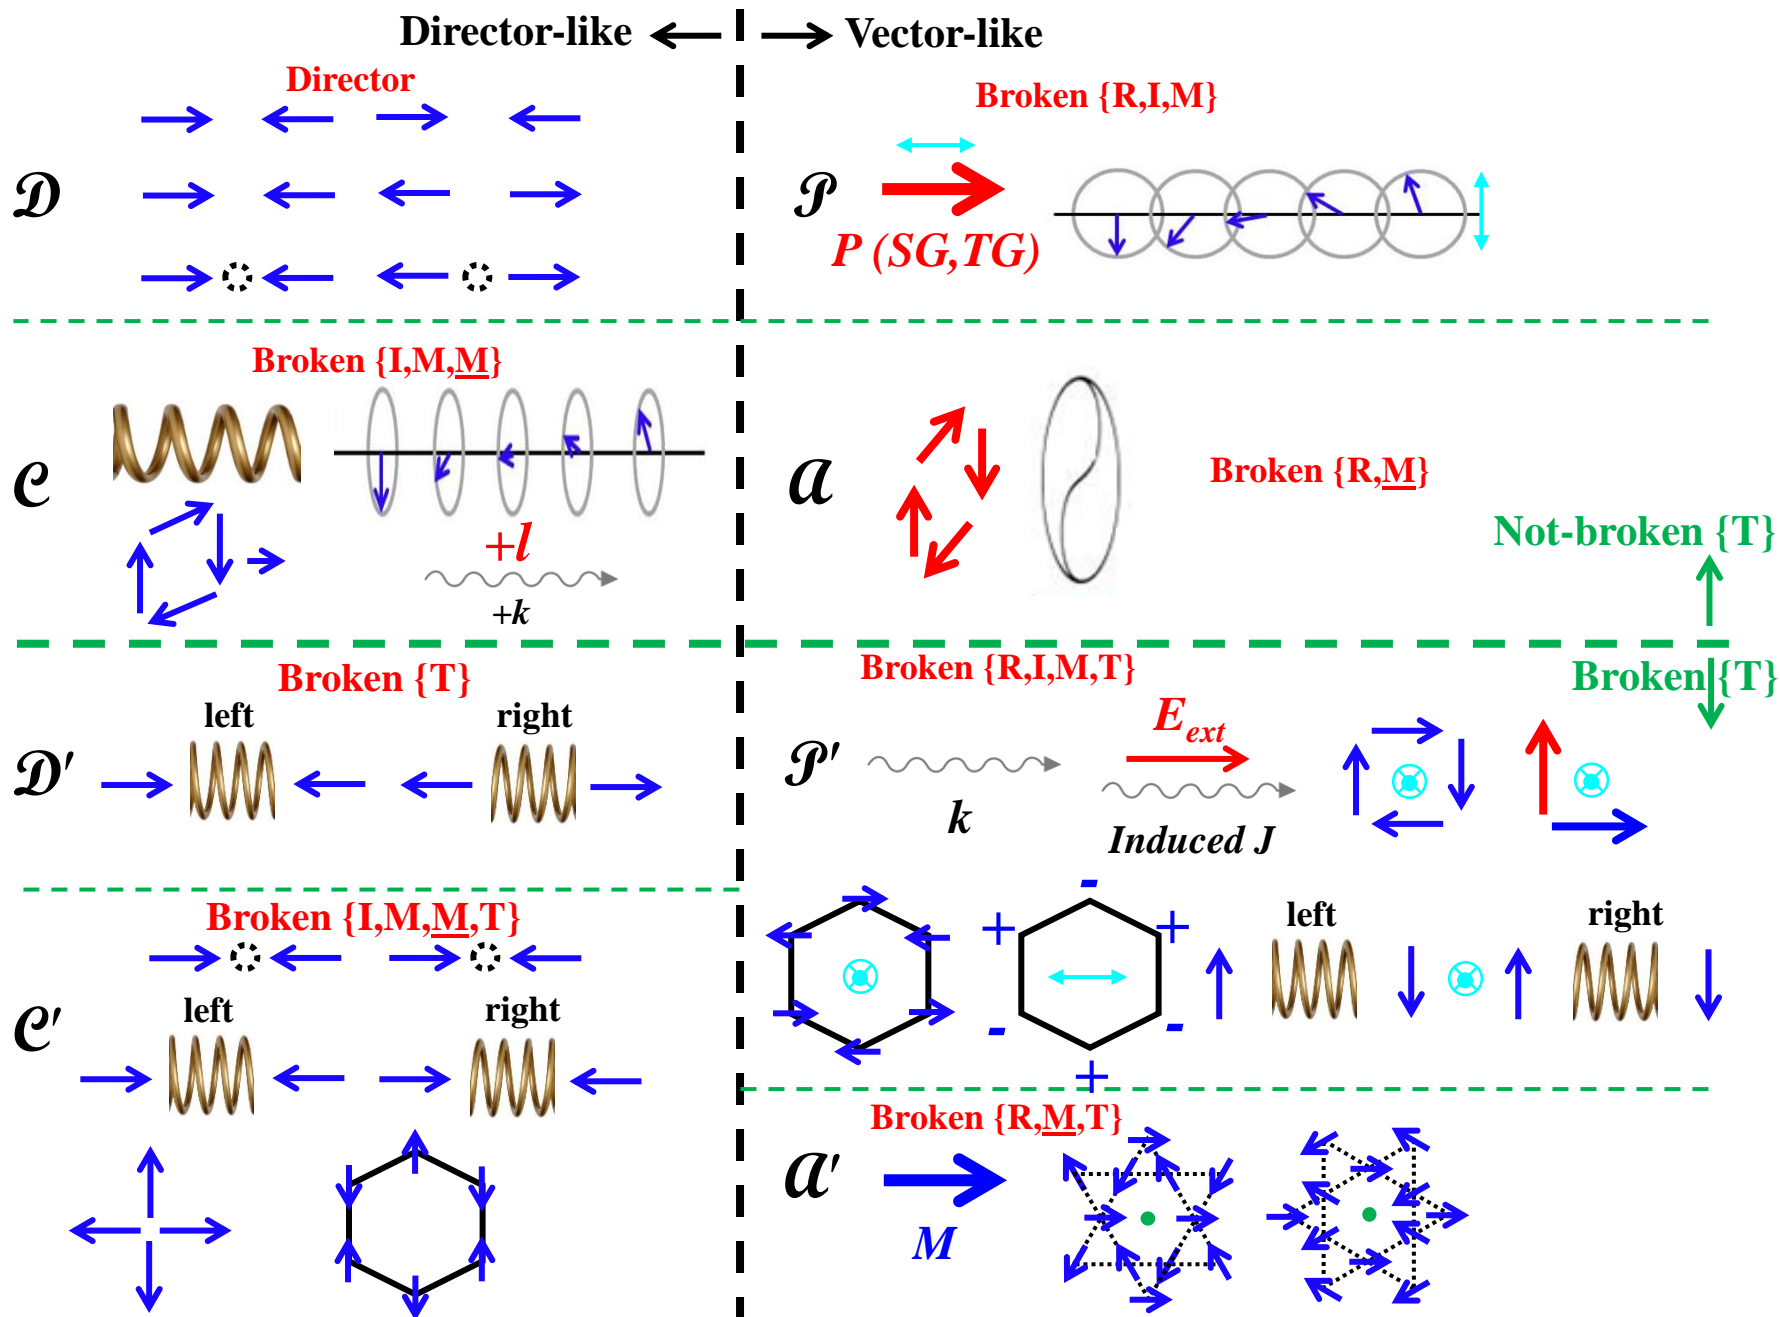 Director-like
Vector-like
Director
𝒟
Broken {R,I,M}
𝒫
P (SG,TG)
Broken {I,M,M̲}
𝒞
+l
+k
𝒜
Broken {R,M̲}
Not-broken {T}
Broken {T}
Broken {T}
𝒟′
left
right
Broken {R,I,M,T}
𝒫′
k
E_ext
Induced J
Broken {I,M,M̲,T}
𝒞′
left
right
-
+
+
-
-
+
left
right
Broken {R,M̲,T}
𝒜′
M